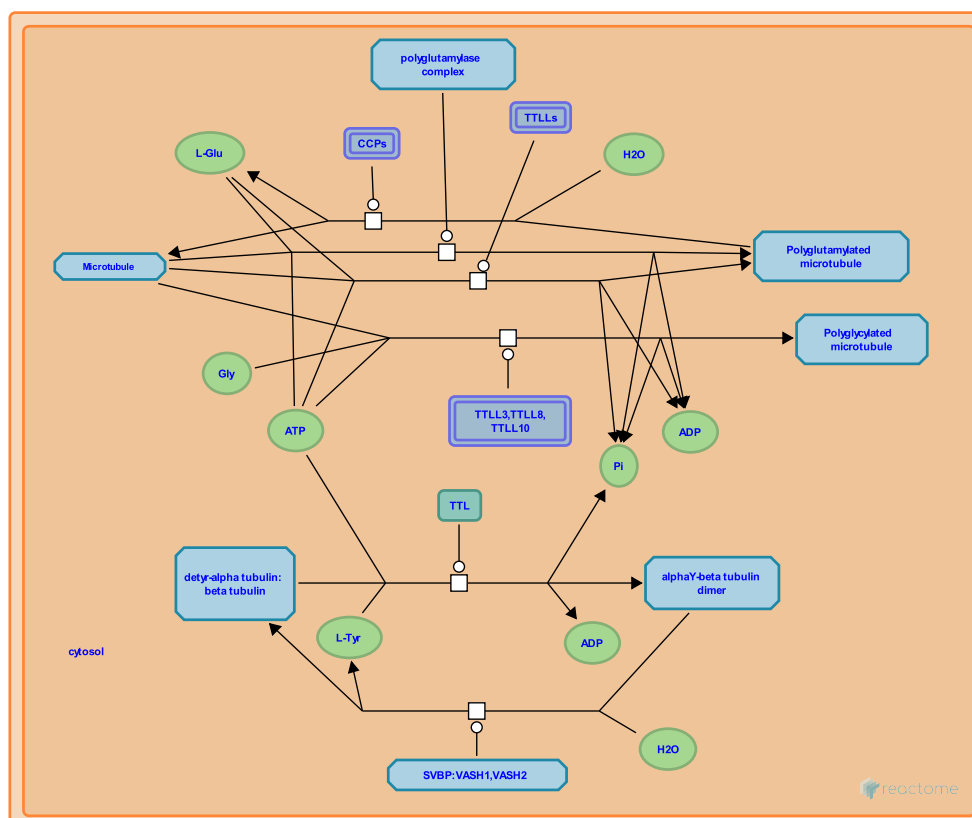 polyglutamylase
complex
TTLLs
CCPs
L-Glu
H2O
Polyglutamylated
microtubule
Microtubule
Polyglycylated
microtubule
Gly
TTLL3,TTLL8,
TTLL10
ATP
ADP
Pi
TTL
detyr-alpha tubulin:
beta tubulin
alphaY-beta tubulin
dimer
L-Tyr
ADP
cytosol
H2O
SVBP:VASH1,VASH2
reactome